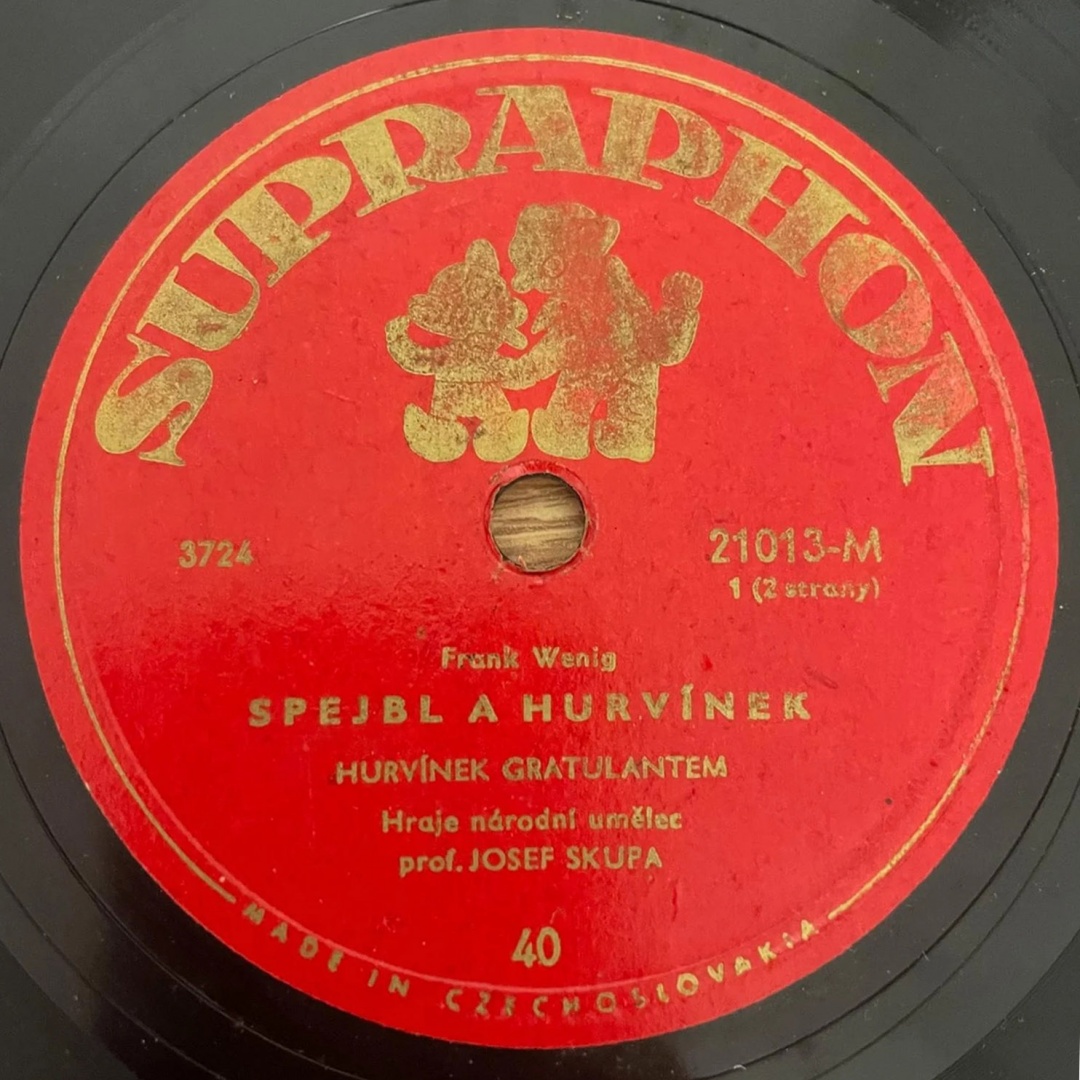 SUPRAPHON
3724
21013-M
1 (2 strany)
Frank Wenig
SPEJBL A HURVÍNEK
HURVÍNEK GRATULANTEM
Hraje národní umělec
prof. JOSEF SKUPA
40
MADE IN CZECHOSLOVAKIA